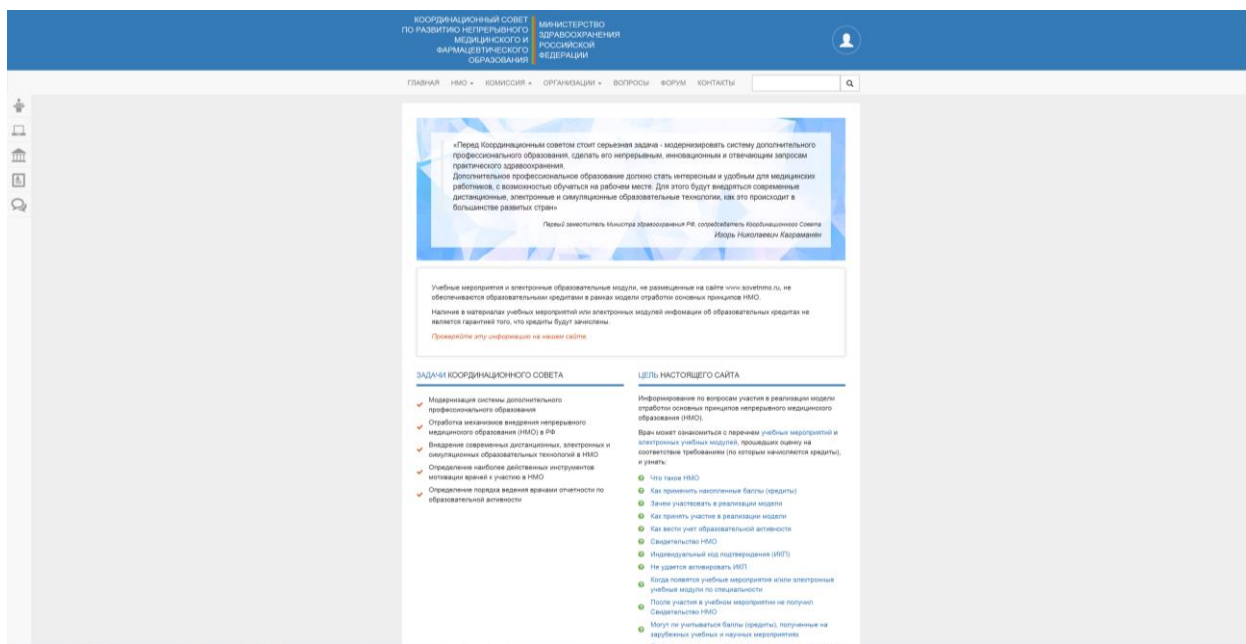 КООРДИНАЦИОННЫЙ СОВЕТ
ПО РАЗВИТИЮ НЕПРЕРЫВНОГО
МЕДИЦИНСКОГО И
ФАРМАЦЕВТИЧЕСКОГО
ОБРАЗОВАНИЯ
МИНИСТЕРСТВО
ЗДРАВООХРАНЕНИЯ
РОССИЙСКОЙ
ФЕДЕРАЦИИ
ГЛАВНАЯ НМО КОМИССИЯ ОРГАНИЗАЦИИ ВОПРОСЫ ФОРУМ КОНТАКТЫ
«Перед Координационным советом стоит серьезная задача - модернизировать систему дополнительного
профессионального образования, сделать его непрерывным, инновационным и отвечающим запросам
практического здравоохранения.
Дополнительное профессиональное образование должно стать интересным и удобным для медицинских
работников, с возможностью обучаться на рабочем месте. Для этого будут внедряться современные
дистанционные, электронные и симуляционные образовательные технологии, как это происходит в
большинстве развитых стран»
Первый заместитель Министра здравоохранения РФ, сопредседатель Координационного Совета
Игорь Николаевич Каграманян
Учебные мероприятия и электронные образовательные модули, не размещенные на сайте www.sovetnmo.ru, не
обеспечиваются образовательными кредитами в рамках модели отработки основных принципов НМО.
Наличие в материалах учебных мероприятий или электронных модулей инфомации об образовательных кредитах не
является гарантией того, что кредиты будут зачислены.
Проверяйте эту информацию на нашем сайте.
ЗАДАЧИ КООРДИНАЦИОННОГО СОВЕТА
Модернизация системы дополнительного
профессионального образования
Отработка механизмов внедрения непрерывного
медицинского образования (НМО) в РФ
Внедрение современных дистанционных, электронных и
симуляционных образовательных технологий в НМО
Определение наиболее действенных инструментов
мотивации врачей к участию в НМО
Определение порядка ведения врачами отчетности по
образовательной активности
ЦЕЛЬ НАСТОЯЩЕГО САЙТА
Информирование по вопросам участия в реализации модели
отработки основных принципов непрерывного медицинского
образования (НМО).
Врач может ознакомиться с перечнем учебных мероприятий и
электронных учебных модулей, прошедших оценку на
соответствие требованиям (по которым начисляются кредиты),
и узнать:
Что такое НМО
Как применить накопленные баллы (кредиты)
Зачем участвовать в реализации модели
Как принять участие в реализации модели
Как вести учет образовательной активности
Свидетельство НМО
Индивидуальный код подтверждения (ИКП)
Не удается активировать ИКП
Когда появятся учебные мероприятия и/или электронные
учебные модули по специальности
После участия в учебном мероприятии не получил
Свидетельство НМО
Могут ли учитываться баллы (кредиты), полученные на
зарубежных учебных и научных мероприятиях